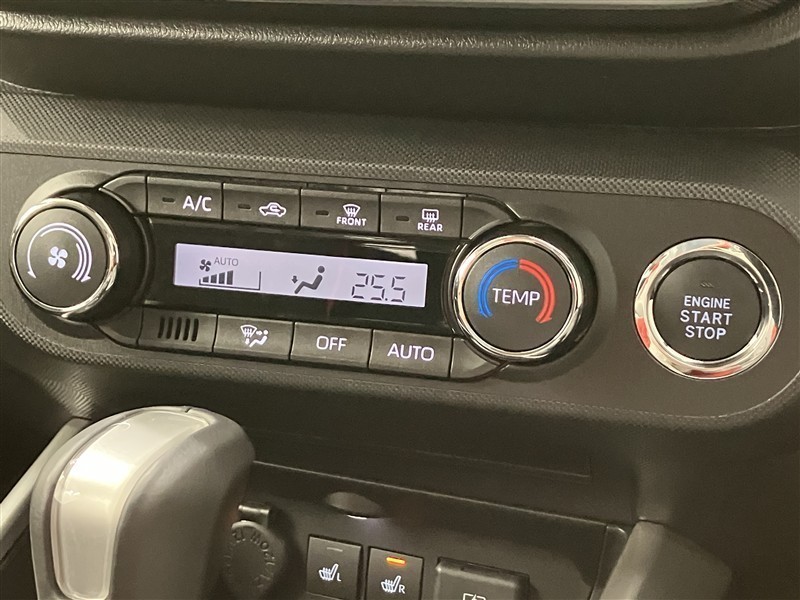 A/C
FRONT
REAR
AUTO
25.5
TEMP
ENGINE
START
STOP
OFF
AUTO
L
R